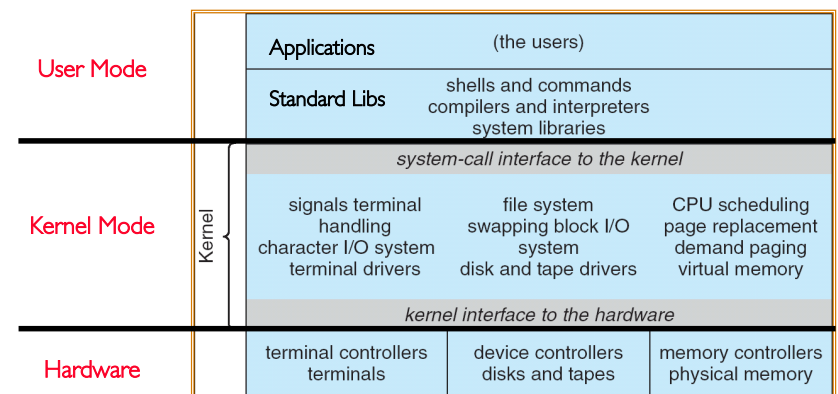 User Mode
Applications
(the users)
Standard Libs
shells and commands
compilers and interpreters
system libraries
Kernel Mode
Kernel
system-call interface to the kernel
signals terminal
handling
character I/O system
terminal drivers
file system
swapping block I/O
system
disk and tape drivers
CPU scheduling
page replacement
demand paging
virtual memory
kernel interface to the hardware
Hardware
terminal controllers
terminals
device controllers
disks and tapes
memory controllers
physical memory